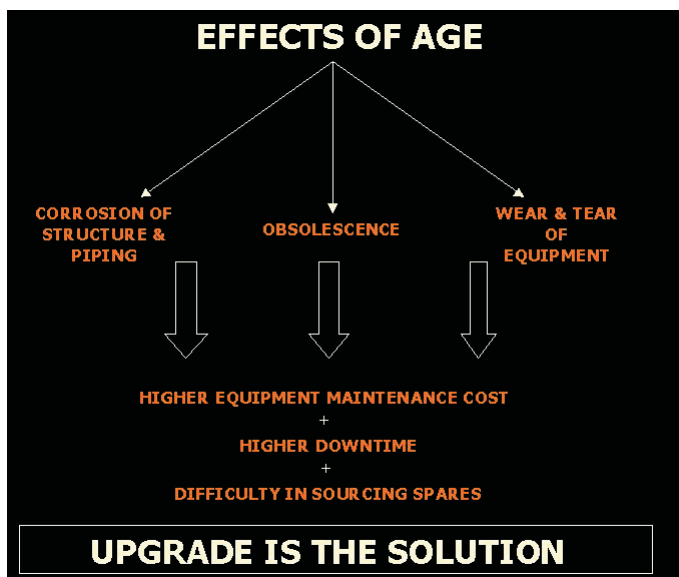 EFFECTS OF AGE
CORROSION OF
STRUCTURE &
PIPING
OBSOLESCENCE
WEAR & TEAR
OF
EQUIPMENT
HIGHER EQUIPMENT MAINTENANCE COST
+
HIGHER DOWNTIME
+
DIFFICULTY IN SOURCING SPARES
UPGRADE IS THE SOLUTION